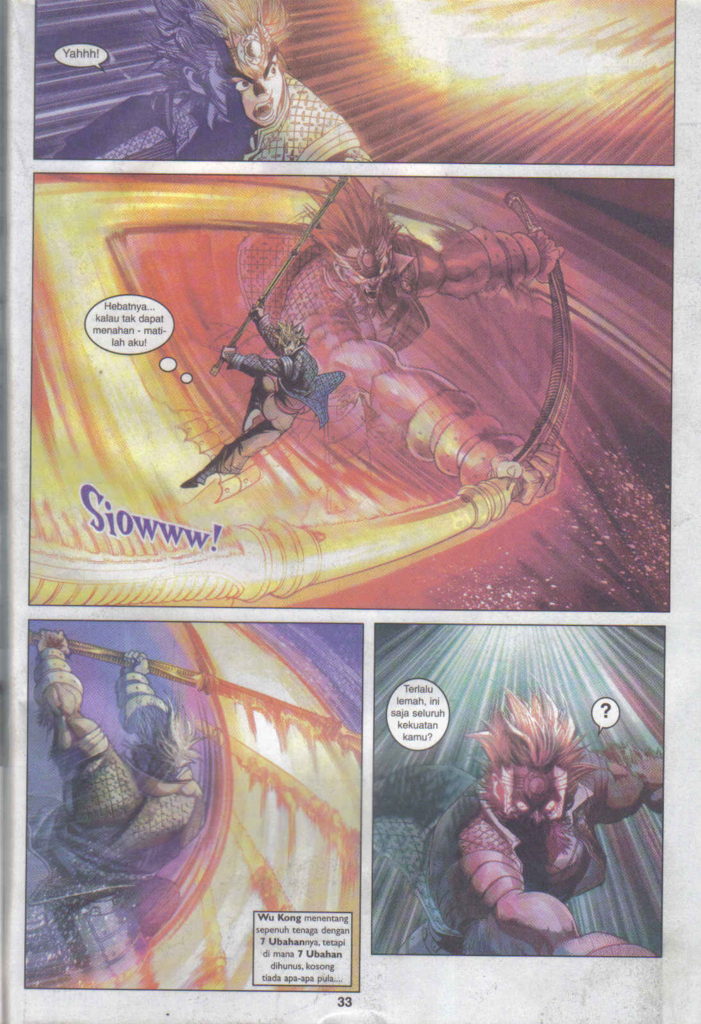 Yahhh!
Hebatnya...
kalau tak dapat
menahan - mati-
lah aku!
Siowww!
Terlalu
lemah, ini
saja seluruh
kekuatan
kamu?
?
Wu Kong menentang
sepenuh tenaga dengan
7 Ubahannya, tetapi
di mana 7 Ubahan
dihunus, kosong
tiada apa-apa pula....
33